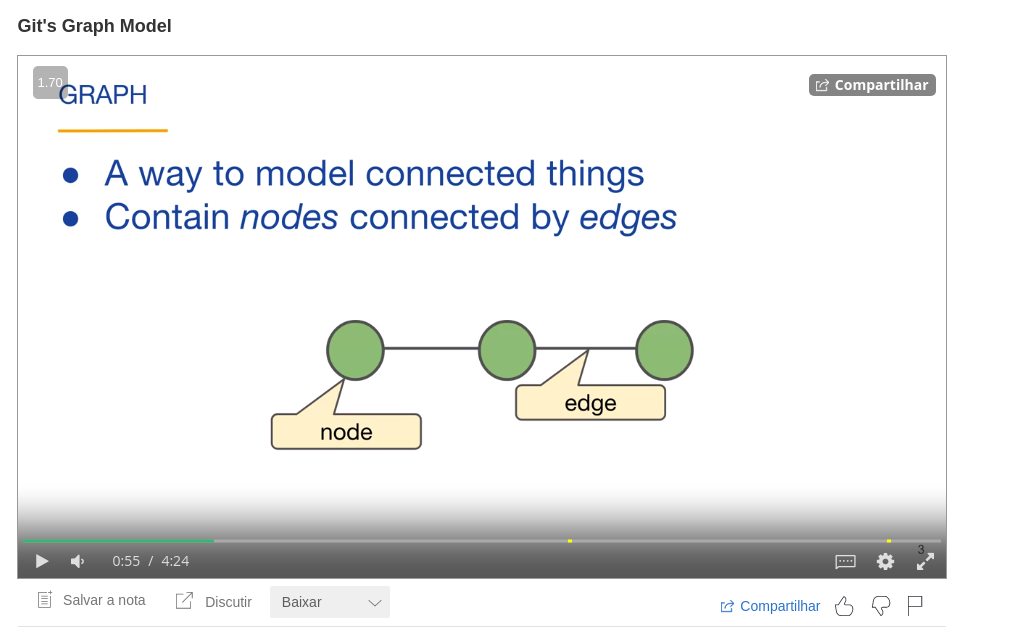 Git's Graph Model
1.70
GRAPH
Compartilhar
● A way to model connected things
● Contain nodes connected by edges
edge
node
0:55 / 4:24
3
Salvar a nota
Discutir
Baixar
Compartilhar